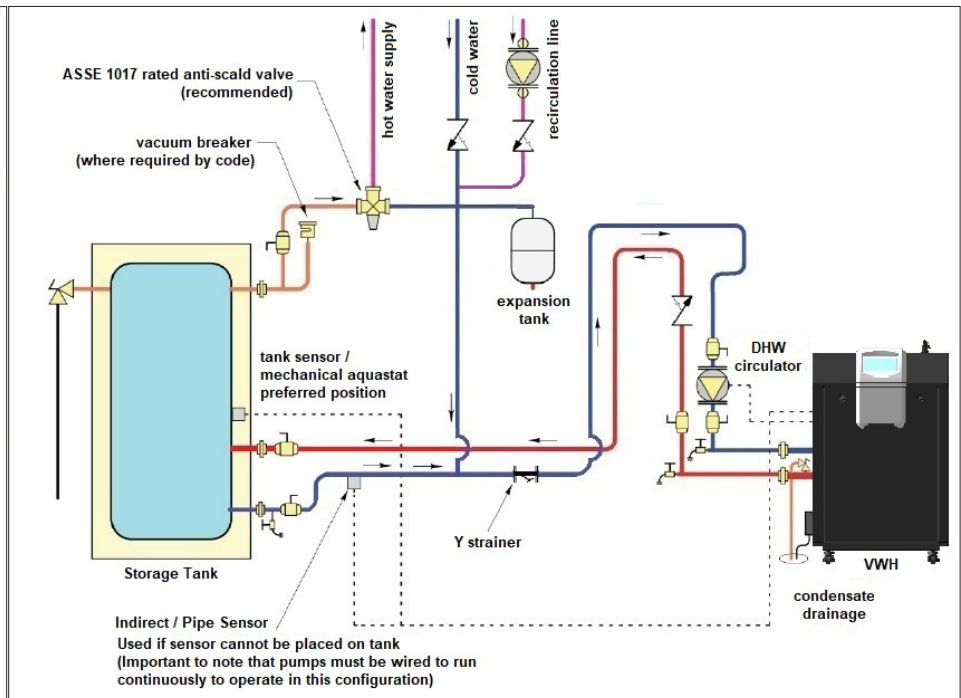 ASSE 1017 rated anti-scald valve
(recommended)
vacuum breaker
(where required by code)
hot water supply
cold water
recirculation line
expansion
tank
tank sensor /
mechanical aquastat
preferred position
DHW
circulator
Y strainer
Storage Tank
VWH
condensate
drainage
Indirect / Pipe Sensor
Used if sensor cannot be placed on tank
(Important to note that pumps must be wired to run
continuously to operate in this configuration)